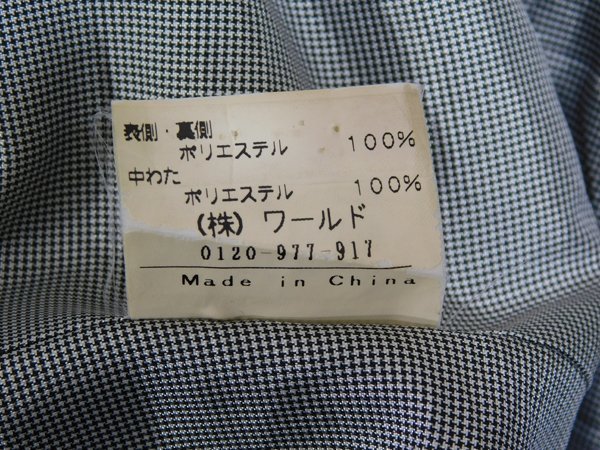 表側・裏側
ポリエステル 100%
中わた
ポリエステル 100%
(株)ワールド
0120-977-917
Made in China